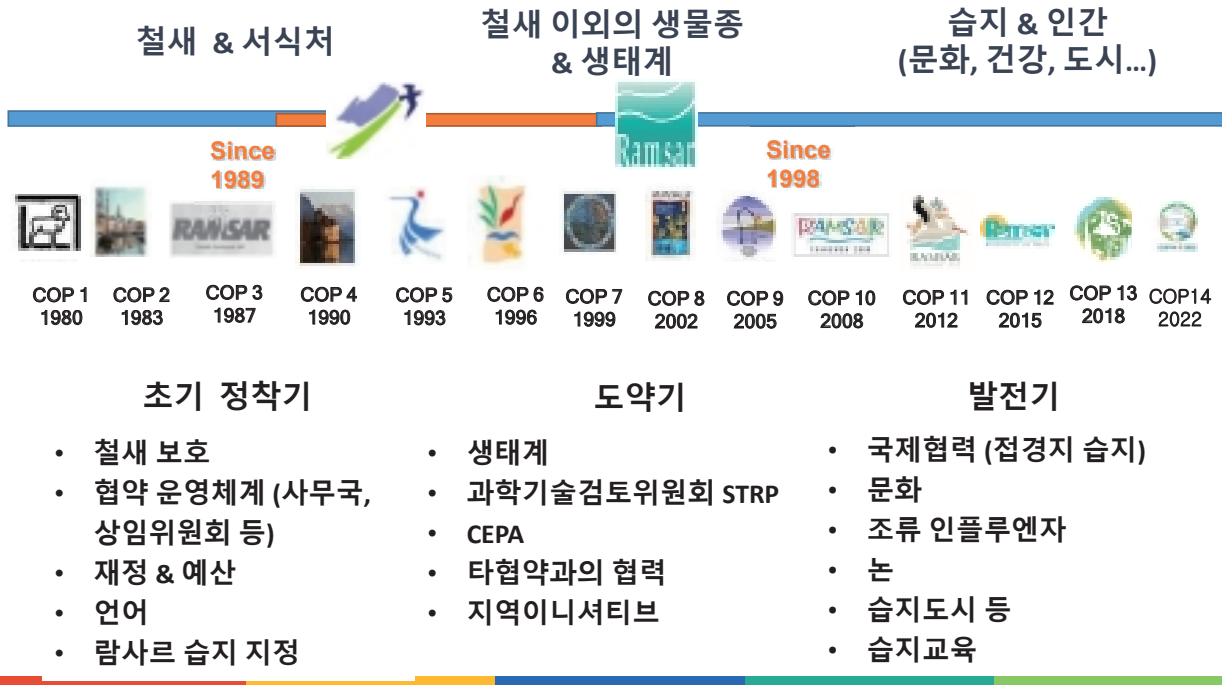 철새 & 서식처
철새 이외의 생물종
& 생태계
습지 & 인간
(문화, 건강, 도시...)
Ramsar
Since
1989
Since
1998
RAMSAR
RAMSAR
RAMSAR
Ramsar
COP 1
1980
COP 2
1983
COP 3
1987
COP 4
1990
COP 5
1993
COP 6
1996
COP 7
1999
COP 8
2002
COP 9
2005
COP 10
2008
COP 11
2012
COP 12
2015
COP 13
2018
COP14
2022
초기 정착기
• 철새 보호
• 협약 운영체계 (사무국,
상임위원회 등)
• 재정 & 예산
• 언어
• 람사르 습지 지정
도약기
• 생태계
• 과학기술검토위원회 STRP
• CEPA
• 타협약과의 협력
• 지역이니셔티브
발전기
• 국제협력 (접경지 습지)
• 문화
• 조류 인플루엔자
• 논
• 습지도시 등
• 습지교육